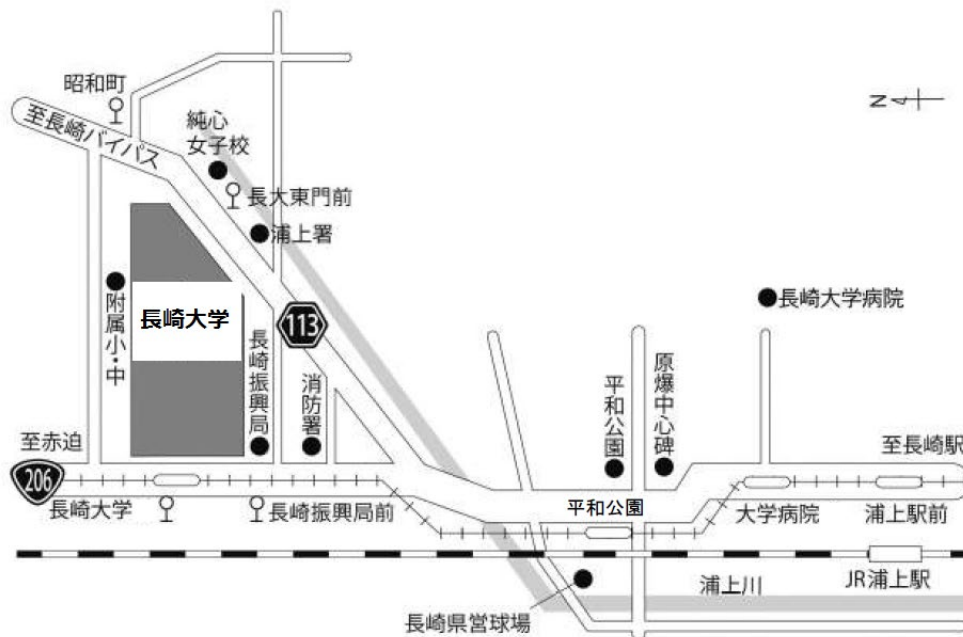 昭和町
至長崎バイパス
純心
女子校
長大東門前
浦上署
N
附属小・中
長崎大学
113
長崎振興局
消防署
長崎大学病院
平和公園
原爆中心碑
至赤迫
206
至長崎駅
長崎大学
長崎振興局前
平和公園
大学病院
浦上駅前
浦上川
JR浦上駅
長崎県営球場